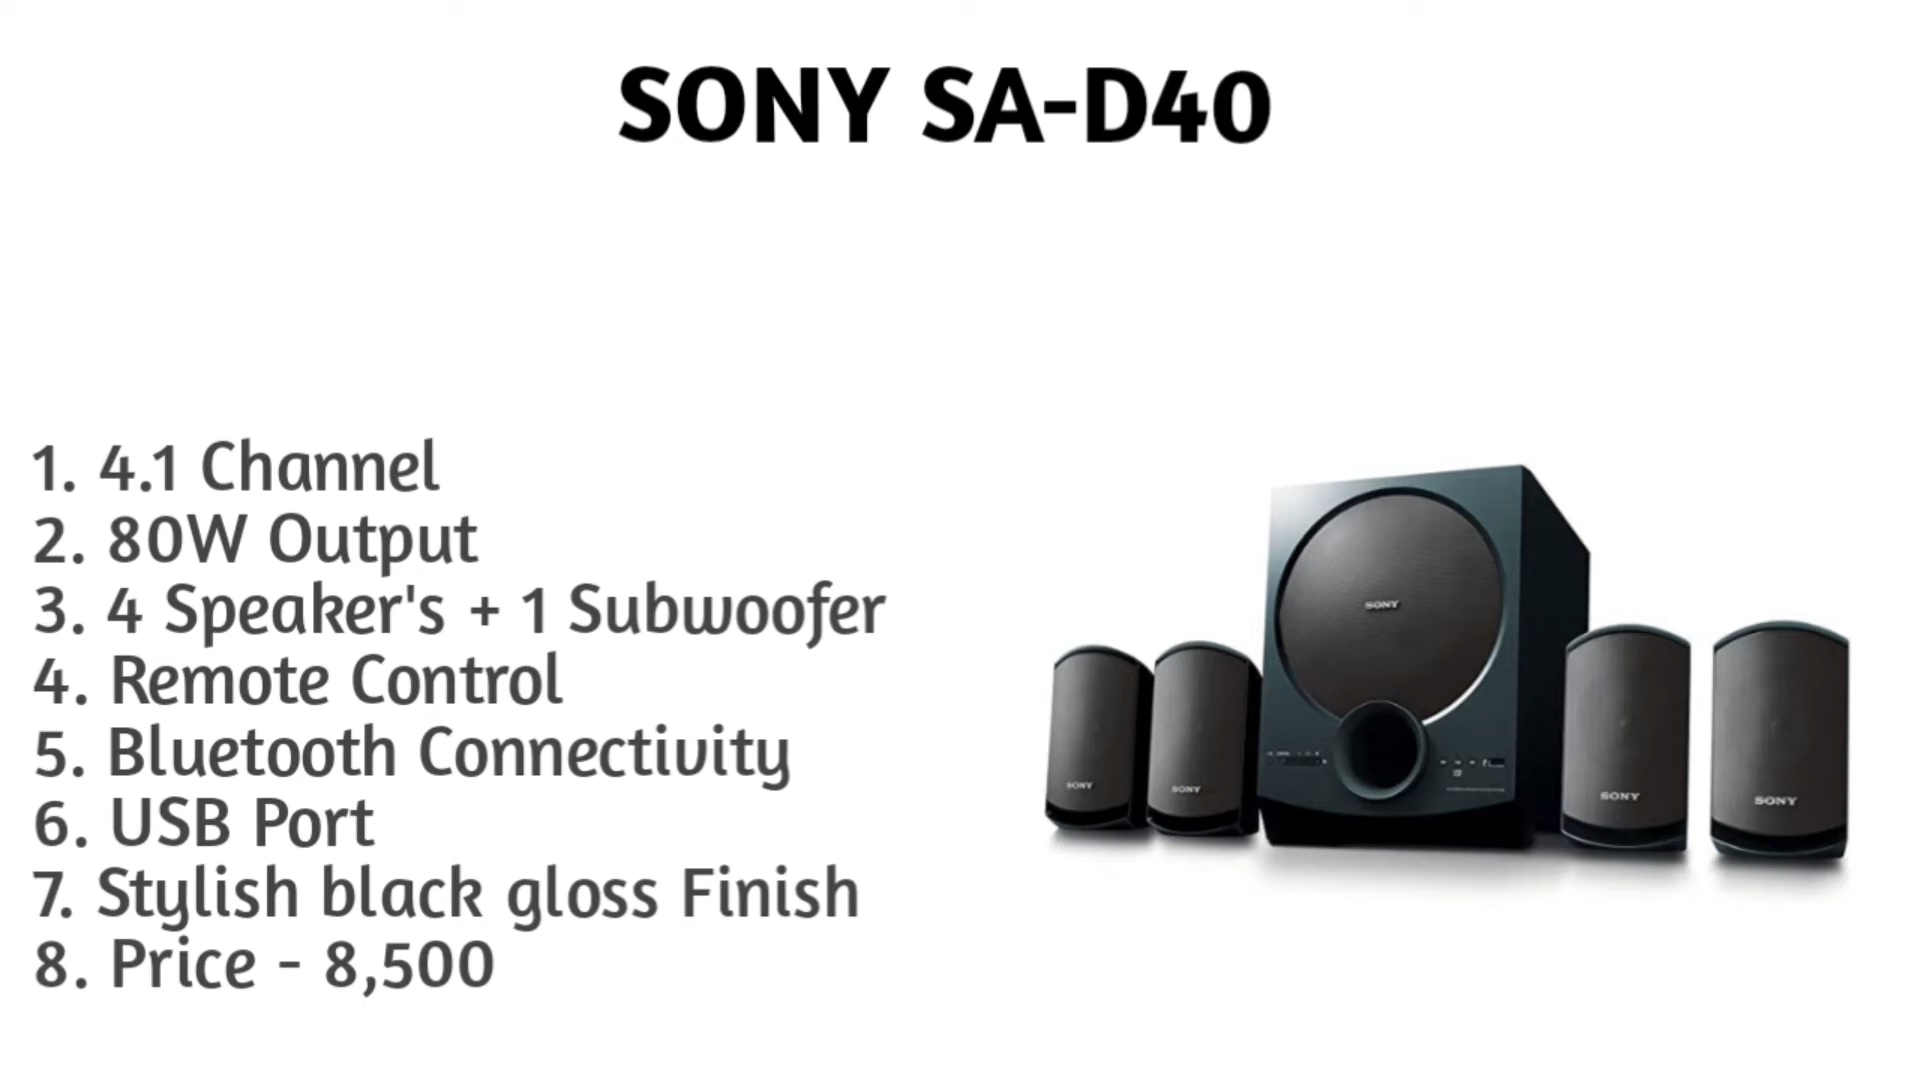 SONY SA-D40
1. 4.1 Channel
2. 80W Output
3. 4 Speaker's + 1 Subwoofer
4. Remote Control
5. Bluetooth Connectivity
6. USB Port
7. Stylish black gloss Finish
8. Price - 8,500
SONY
SONY
SONY
SONY
SONY